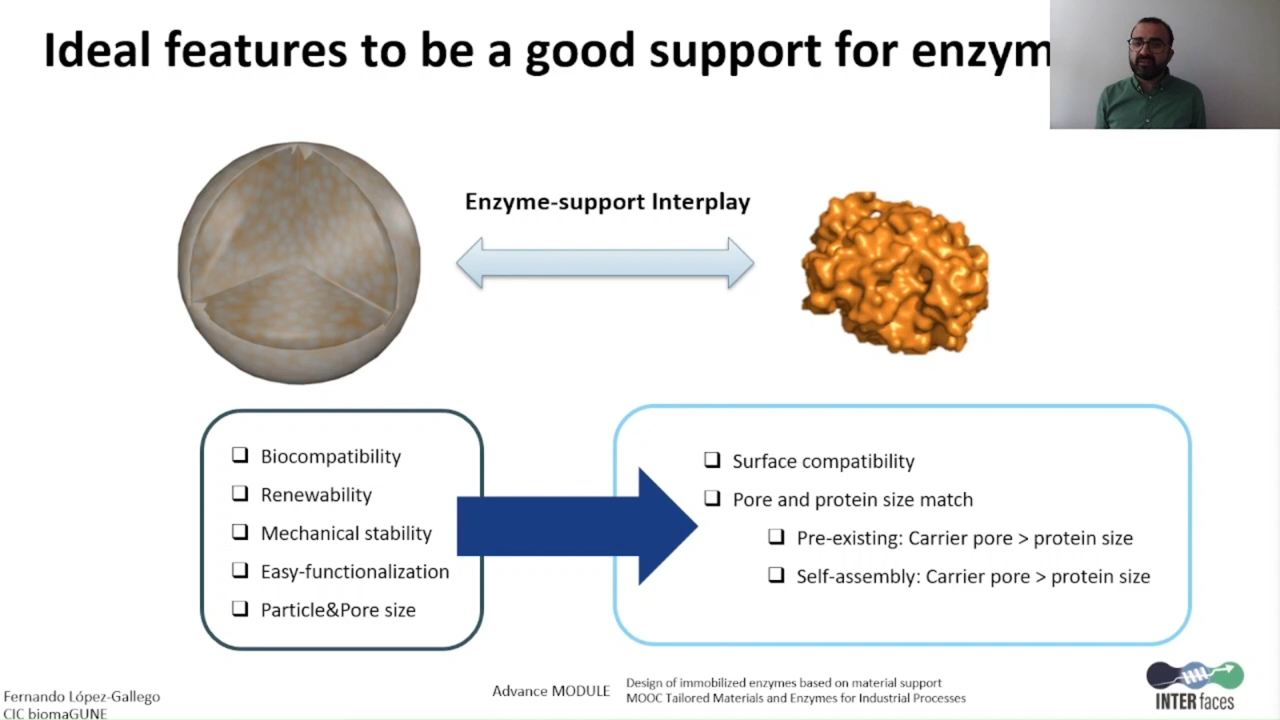 Ideal features to be a good support for enzym
Enzyme-support Interplay
Biocompatibility
Renewability
Mechanical stability
Easy-functionalization
Particle&Pore size
Surface compatibility
Pore and protein size match
Pre-existing: Carrier pore > protein size
Self-assembly: Carrier pore > protein size
Fernando López-Gallego
CIC biomaGUNE
Advance MODULE
Design of immobilized enzymes based on material support
MOOC Tailored Materials and Enzymes for Industrial Processes
INTERfaces